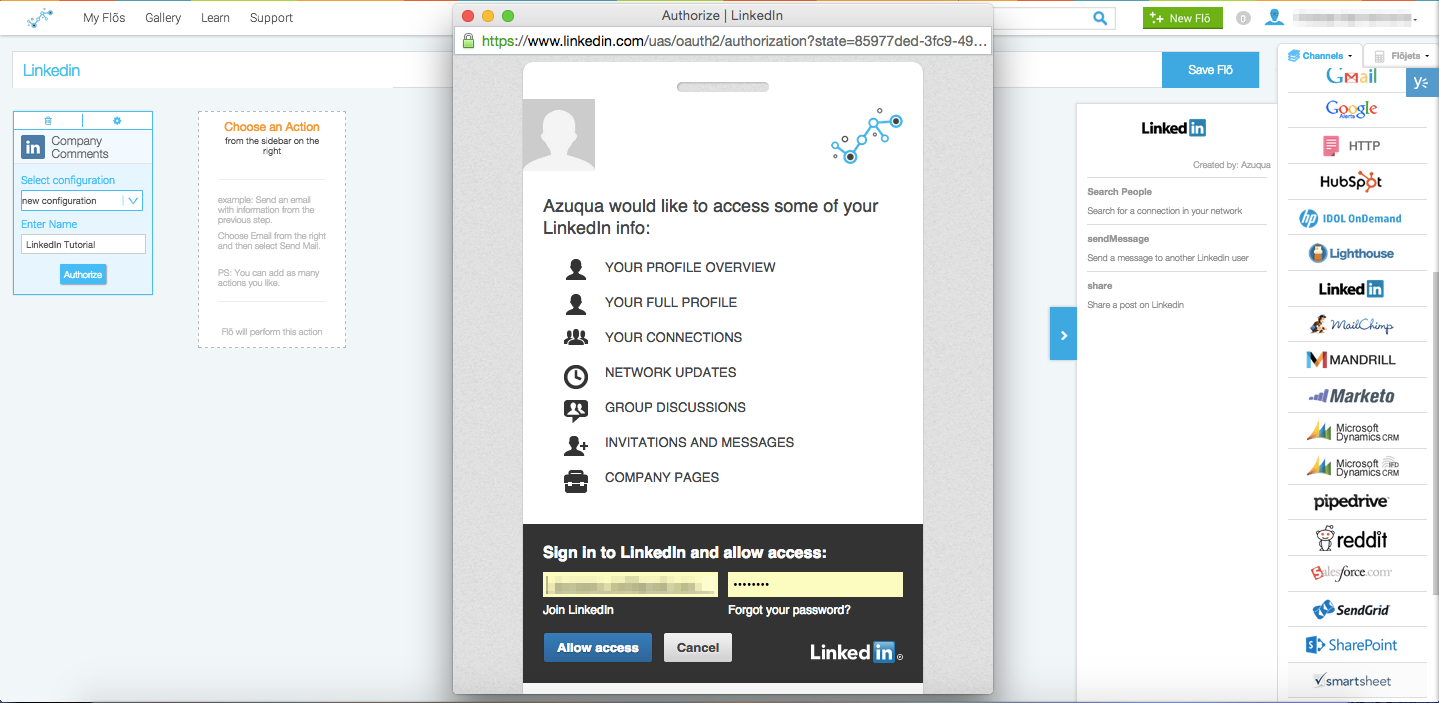 My Flōs
Gallery
Learn
Support
New Flō
0
Linkedin
Save Flō
Company
Comments
Select configuration
new configuration
Enter Name
LinkedIn Tutorial
Authorize
Choose an Action
from the sidebar on the
right
example: Send an email
with information from the
previous step.
Choose Email from the right
and then select Send Mail.
PS: You can add as many
actions you like.
Flō will perform this action
Authorize | LinkedIn
https://www.linkedin.com/uas/oauth2/authorization?state=85977ded-3fc9-49...
Azuqua would like to access some of your
LinkedIn info:
YOUR PROFILE OVERVIEW
YOUR FULL PROFILE
YOUR CONNECTIONS
NETWORK UPDATES
GROUP DISCUSSIONS
INVITATIONS AND MESSAGES
COMPANY PAGES
Sign in to LinkedIn and allow access:
••••••••
Join LinkedIn
Forgot your password?
Allow access
Cancel
Linked in
Linked in
Created by: Azuqua
Search People
Search for a connection in your network
sendMessage
Send a message to another Linkedin user
share
Share a post on Linkedin
Channels
Flōjets
Gmail
Google
Alerts
HTTP
HubSpot
hp IDOL OnDemand
Lighthouse
Linked in
MailChimp
MANDRILL
Marketo
Microsoft
Dynamics CRM
Microsoft IFD
Dynamics CRM
pipedrive
reddit
salesforce.com
SendGrid
SharePoint
smartsheet